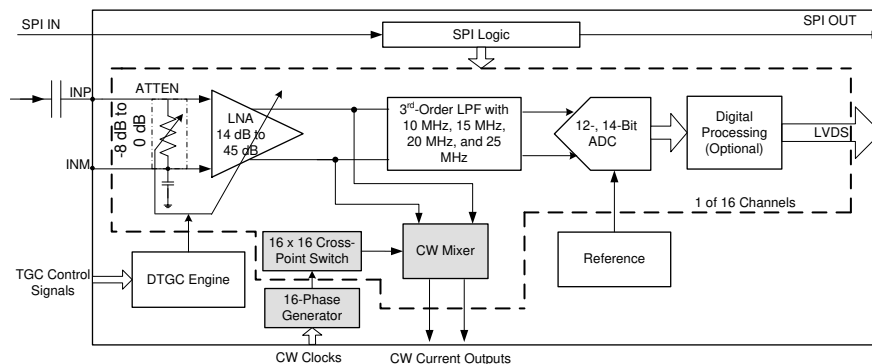 SPI IN
SPI Logic
SPI OUT
INP
ATTEN
-8 dB to
0 dB
INM
LNA
14 dB to
45 dB
3rd-Order LPF with
10 MHz, 15 MHz,
20 MHz, and 25
MHz
12-, 14-Bit
ADC
Digital
Processing
(Optional)
LVDS
1 of 16 Channels
16 x 16 Cross-
Point Switch
CW Mixer
Reference
TGC Control
Signals
DTGC Engine
16-Phase
Generator
CW Clocks
CW Current Outputs